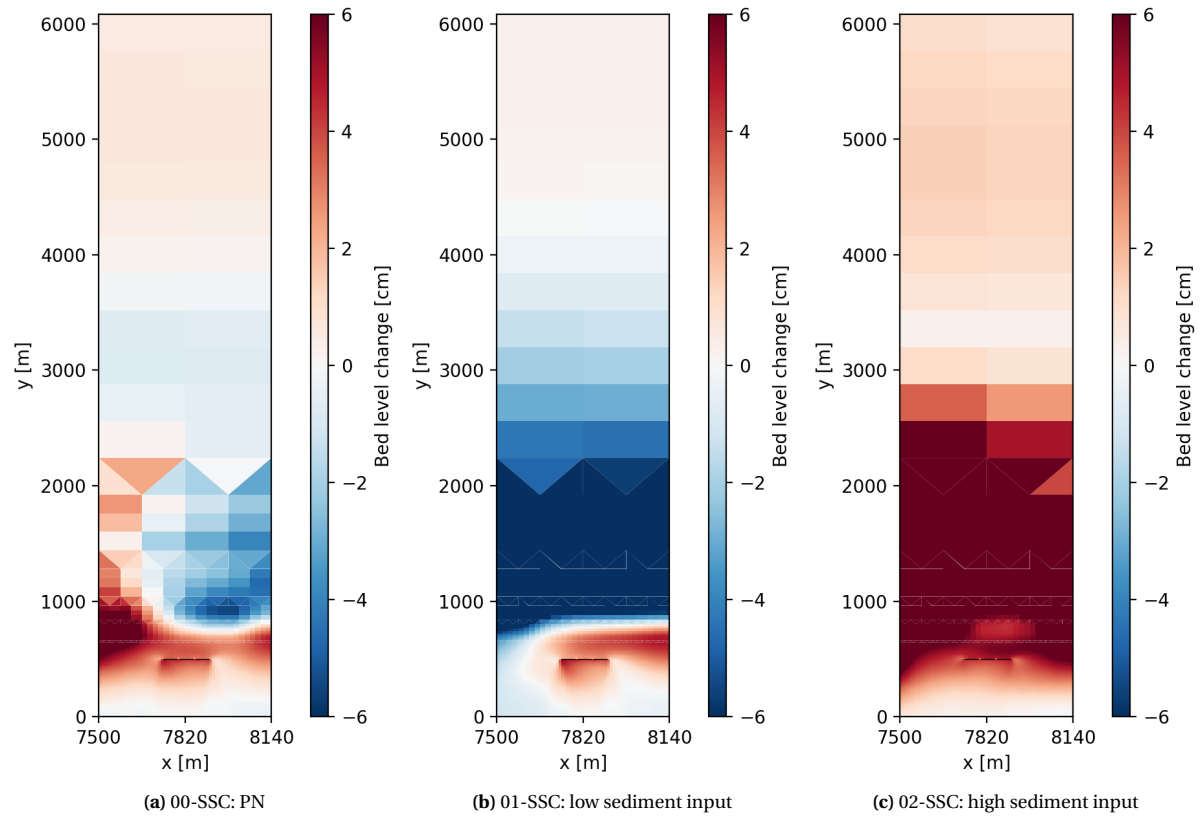 6000
5000
4000
3000
2000
1000
0
y [m]
7500 7820 8140
x [m]
6
4
2
0
−2
−4
−6
Bed level change [cm]
(a) 00-SSC: PN
6000
5000
4000
3000
2000
1000
0
y [m]
7500 7820 8140
x [m]
6
4
2
0
−2
−4
−6
Bed level change [cm]
(b) 01-SSC: low sediment input
6000
5000
4000
3000
2000
1000
0
y [m]
7500 7820 8140
x [m]
6
4
2
0
−2
−4
−6
Bed level change [cm]
(c) 02-SSC: high sediment input